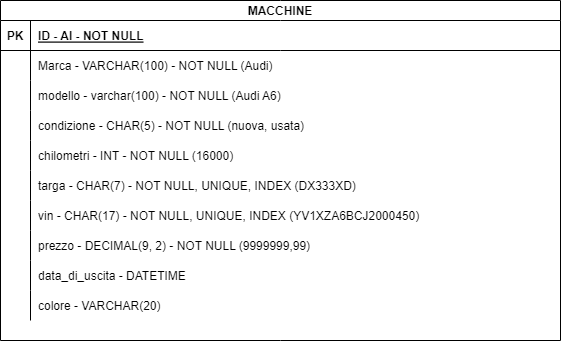 MACCHINE
PK ID - AI - NOT NULL
Marca - VARCHAR(100) - NOT NULL (Audi)
modello - varchar(100) - NOT NULL (Audi A6)
condizione - CHAR(5) - NOT NULL (nuova, usata)
chilometri - INT - NOT NULL (16000)
targa - CHAR(7) - NOT NULL, UNIQUE, INDEX (DX333XD)
vin - CHAR(17) - NOT NULL, UNIQUE, INDEX (YV1XZA6BCJ2000450)
prezzo - DECIMAL(9, 2) - NOT NULL (9999999,99)
data_di_uscita - DATETIME
colore - VARCHAR(20)